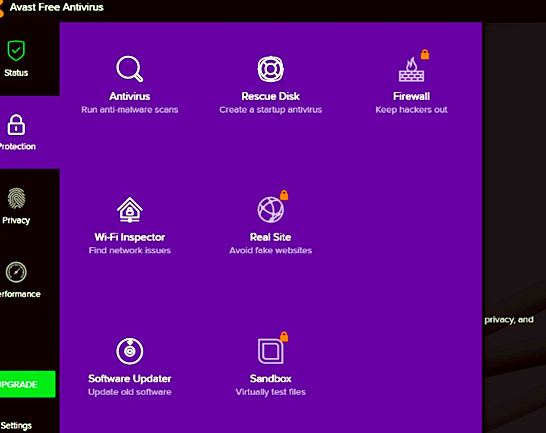 Avast Free Antivirus
Status
Protection
Privacy
erformance
PGRADE
Settings
Antivirus
Run anti-malware scans
Rescue Disk
Create a startup antivirus
Firewall
Keep hackers out
Wi-Fi Inspector
Find network issues
Real Site
Avoid fake websites
Software Updater
Update old software
Sandbox
Virtually test files
privacy, and